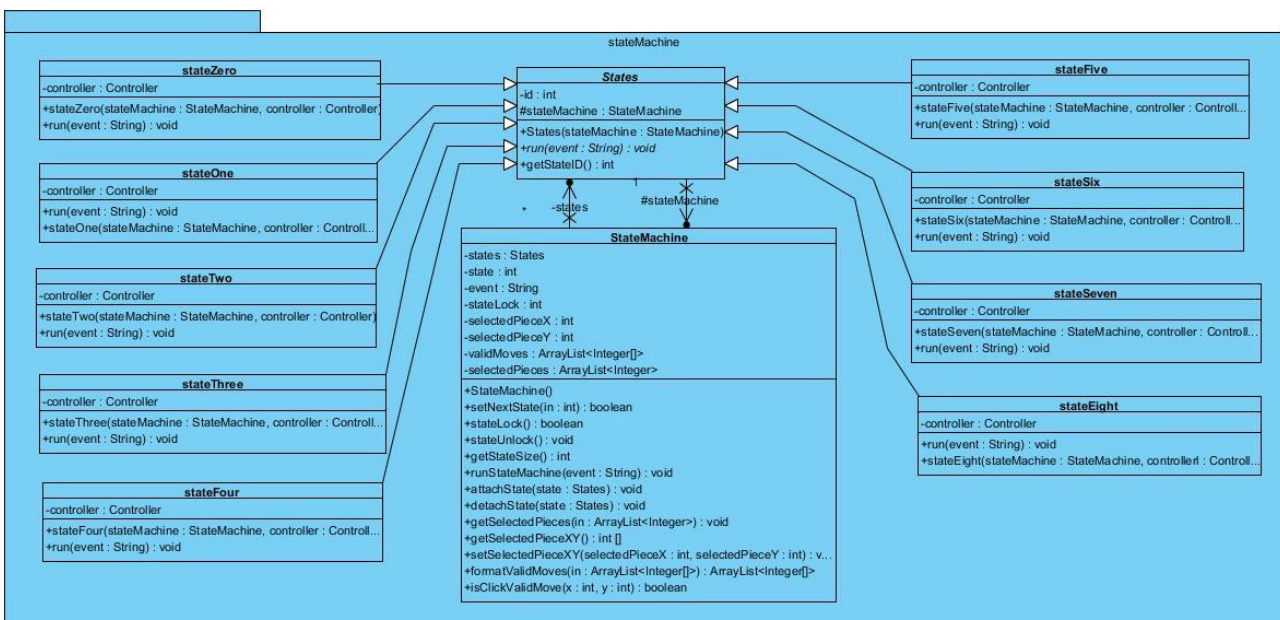 stateMachine
stateZero
-controller : Controller
+stateZero(stateMachine : StateMachine, controller : Controller)
+run(event : String) : void
stateOne
-controller : Controller
+run(event : String) : void
+stateOne(stateMachine : StateMachine, controller : Controll...
stateTwo
-controller : Controller
+stateTwo(stateMachine : StateMachine, controller : Controller)
+run(event : String) : void
stateThree
-controller : Controller
+stateThree(stateMachine : StateMachine, controller : Controll...
+run(event : String) : void
stateFour
-controller : Controller
+stateFour(stateMachine : StateMachine, controller : Controll...
+run(event : String) : void
States
-id : int
#stateMachine : StateMachine
+States(stateMachine : StateMachine)
+run(event : String) : void
+getStateID() : int
1
*
-states
#stateMachine
StateMachine
-states : States
-state : int
-event : String
-stateLock : int
-selectedPieceX : int
-selectedPieceY : int
-validMoves : ArrayList<Integer[]>
-selectedPieces : ArrayList<Integer>
+StateMachine()
+setNextState(in : int) : boolean
+stateLock() : boolean
+stateUnlock() : void
+getStateSize() : int
+runStateMachine(event : String) : void
+attachState(state : States) : void
+detachState(state : States) : void
+getSelectedPieces(in : ArrayList<Integer>) : void
+getSelectedPieceXY() : int []
+setSelectedPieceXY(selectedPieceX : int, selectedPieceY : int) : v...
+formatValidMoves(in : ArrayList<Integer[]>) : ArrayList<Integer[]>
+isClickValidMove(x : int, y : int) : boolean
stateFive
-controller : Controller
+stateFive(stateMachine : StateMachine, controller : Controll...
+run(event : String) : void
stateSix
-controller : Controller
+stateSix(stateMachine : StateMachine, controller : Controll...
+run(event : String) : void
stateSeven
-controller : Controller
+stateSeven(stateMachine : StateMachine, controller : Controll...
+run(event : String) : void
stateEight
-controller : Controller
+run(event : String) : void
+stateEight(stateMachine : StateMachine, controllerl : Controll...